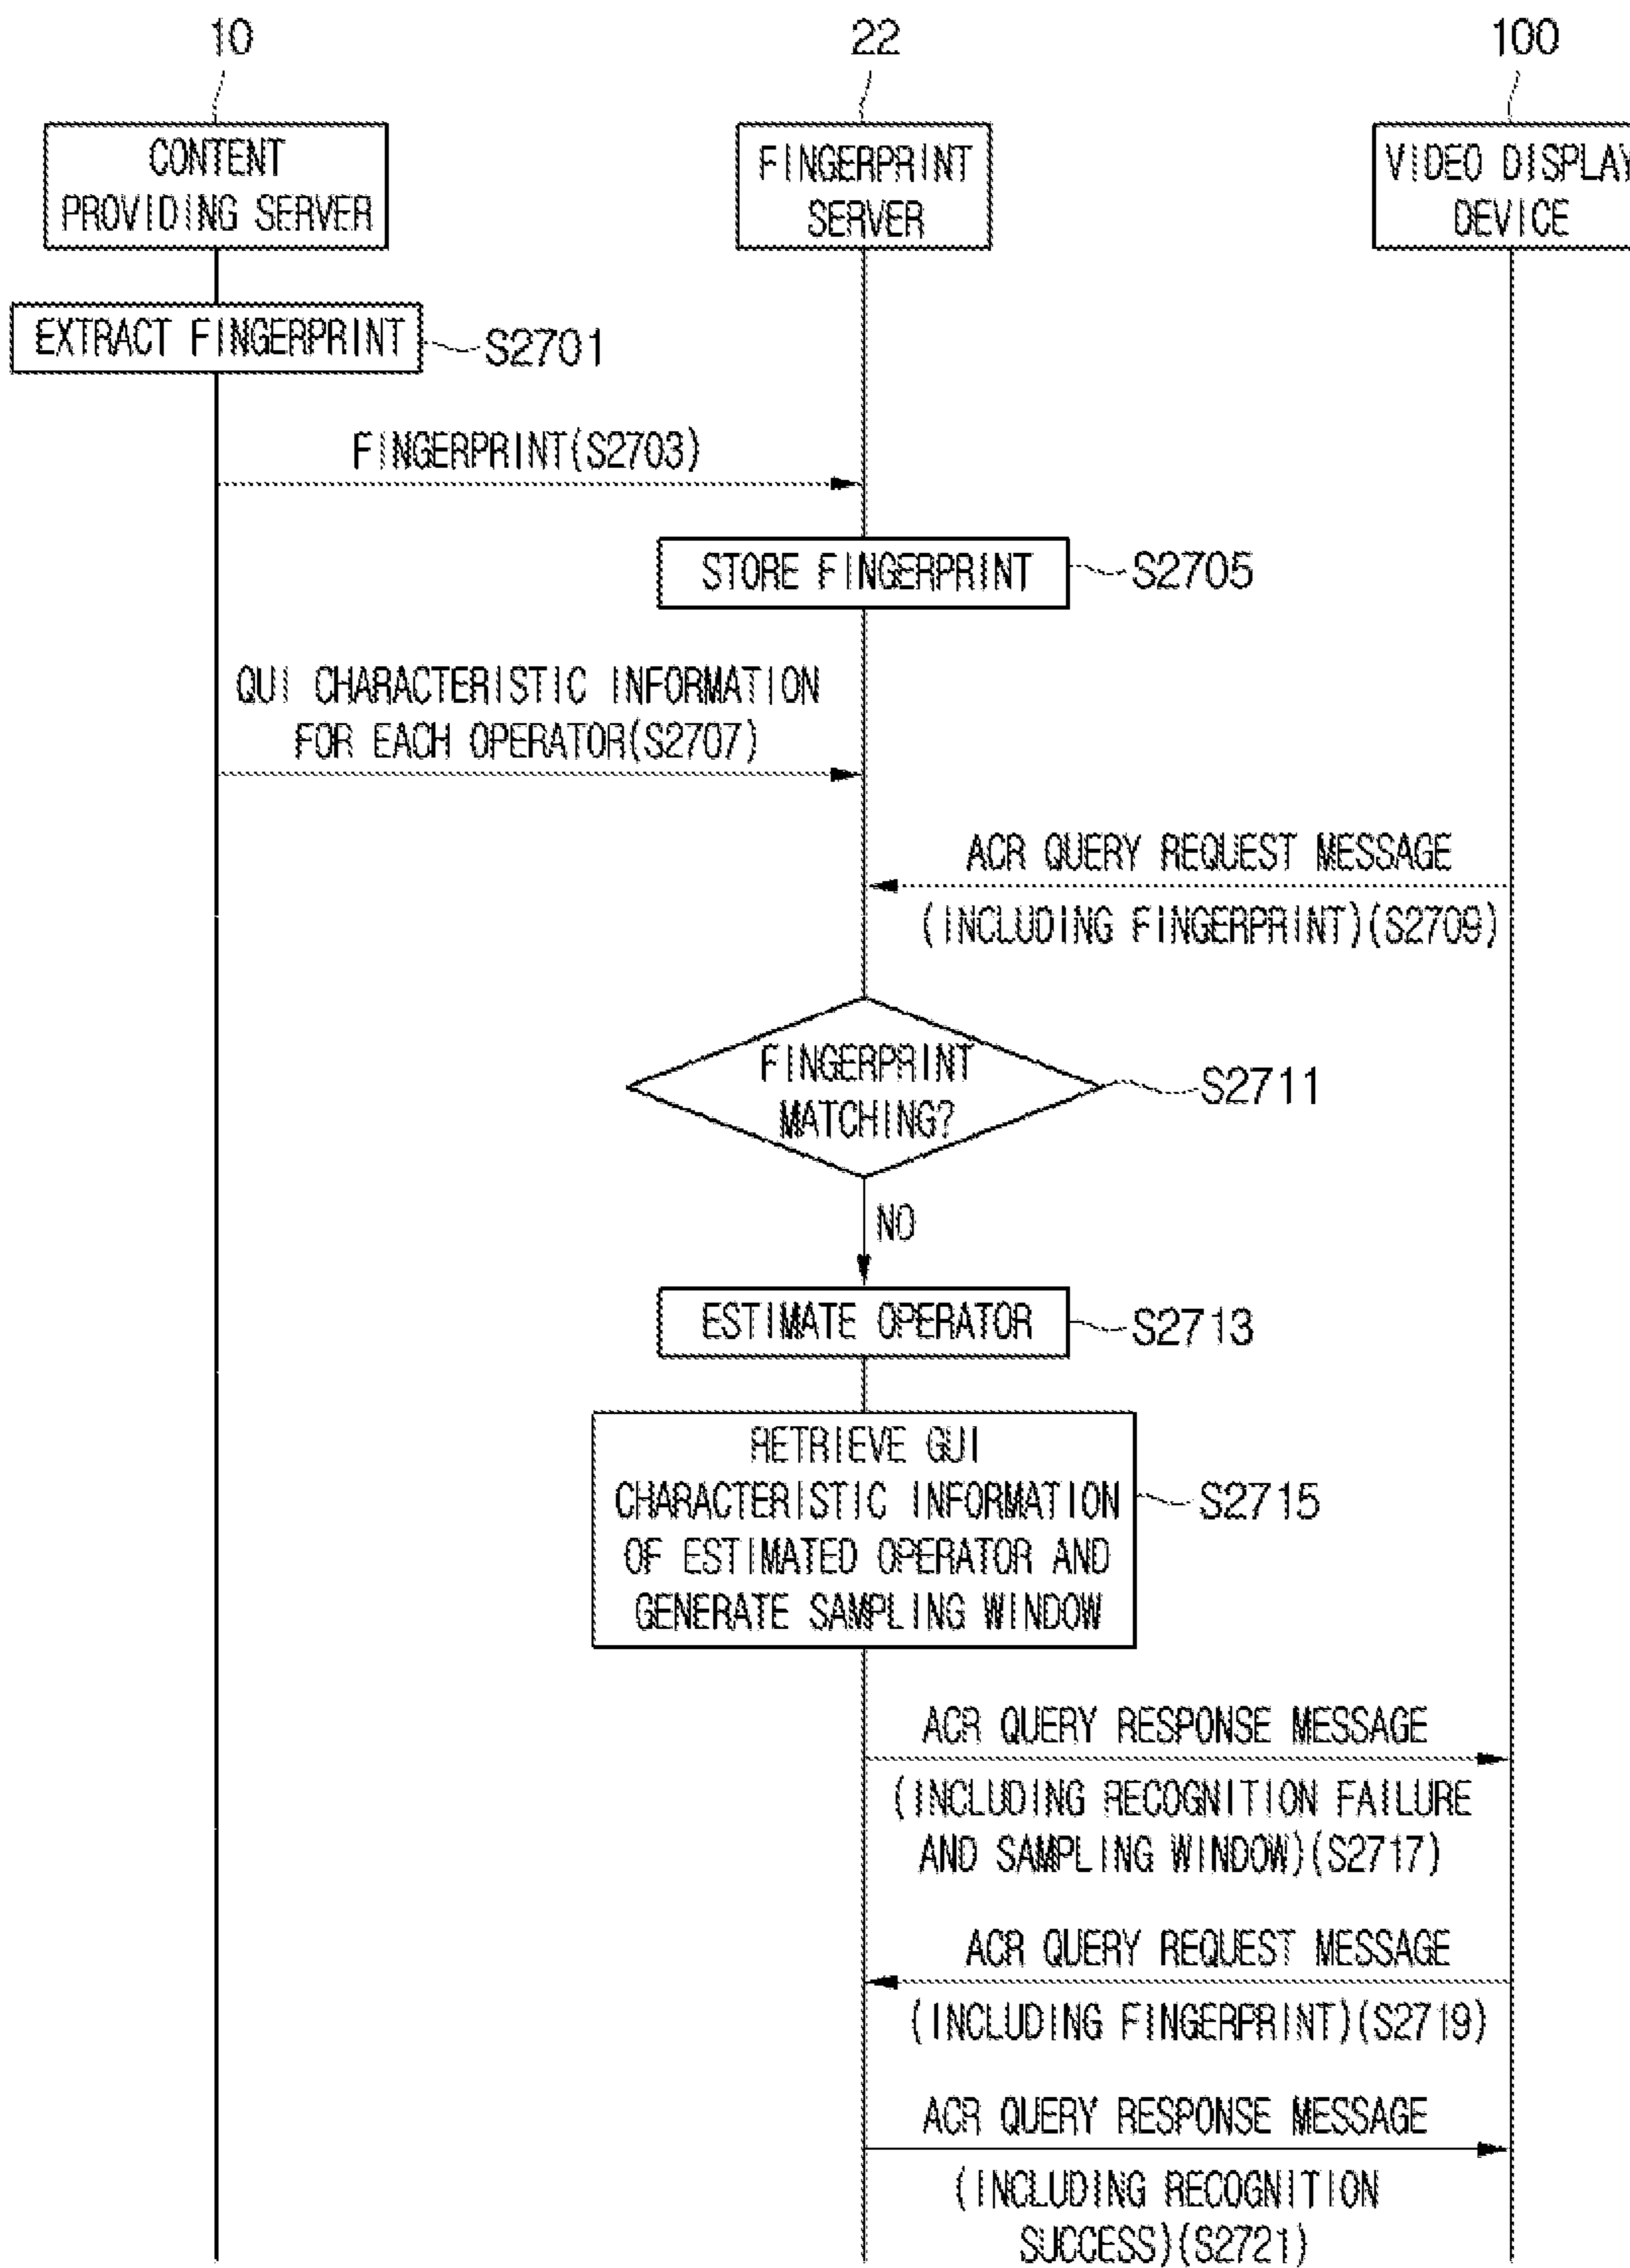 10
22
100
CONTENT
PROVIDING SERVER
FINGERPRINT
SERVER
VIDEO DISPLAY
DEVICE
EXTRACT FINGERPRINT
S2701
FINGERPRINT(S2703)
STORE FINGERPRINT
S2705
QUI CHARACTERISTIC INFORMATION
FOR EACH OPERATOR(S2707)
ACR QUERY REQUEST MESSAGE
(INCLUDING FINGERPRINT)(S2709)
FINGERPRINT
MATCHING?
S2711
NO
ESTIMATE OPERATOR
S2713
RETRIEVE GUI
CHARACTERISTIC INFORMATION
OF ESTIMATED OPERATOR AND
GENERATE SAMPLING WINDOW
S2715
ACR QUERY RESPONSE MESSAGE
(INCLUDING RECOGNITION FAILURE
AND SAMPLING WINDOW)(S2717)
ACR QUERY REQUEST MESSAGE
(INCLUDING FINGERPRINT)(S2719)
ACR QUERY RESPONSE MESSAGE
(INCLUDING RECOGNITION
SUCCESS)(S2721)